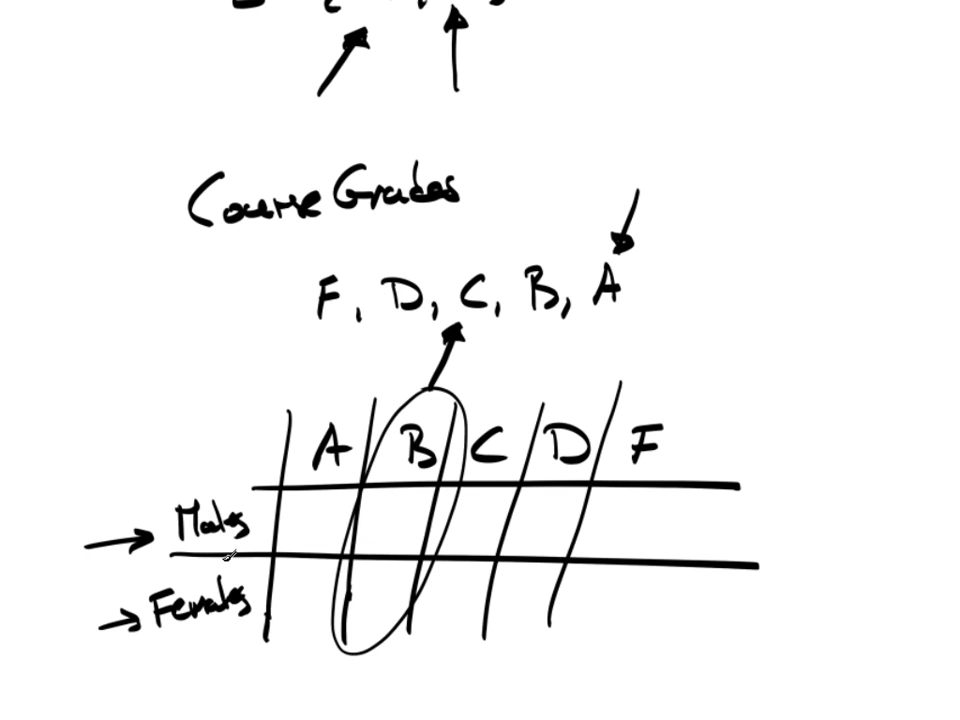 Course Grades
F, D, C, B, A
A B C D F
Males
Females